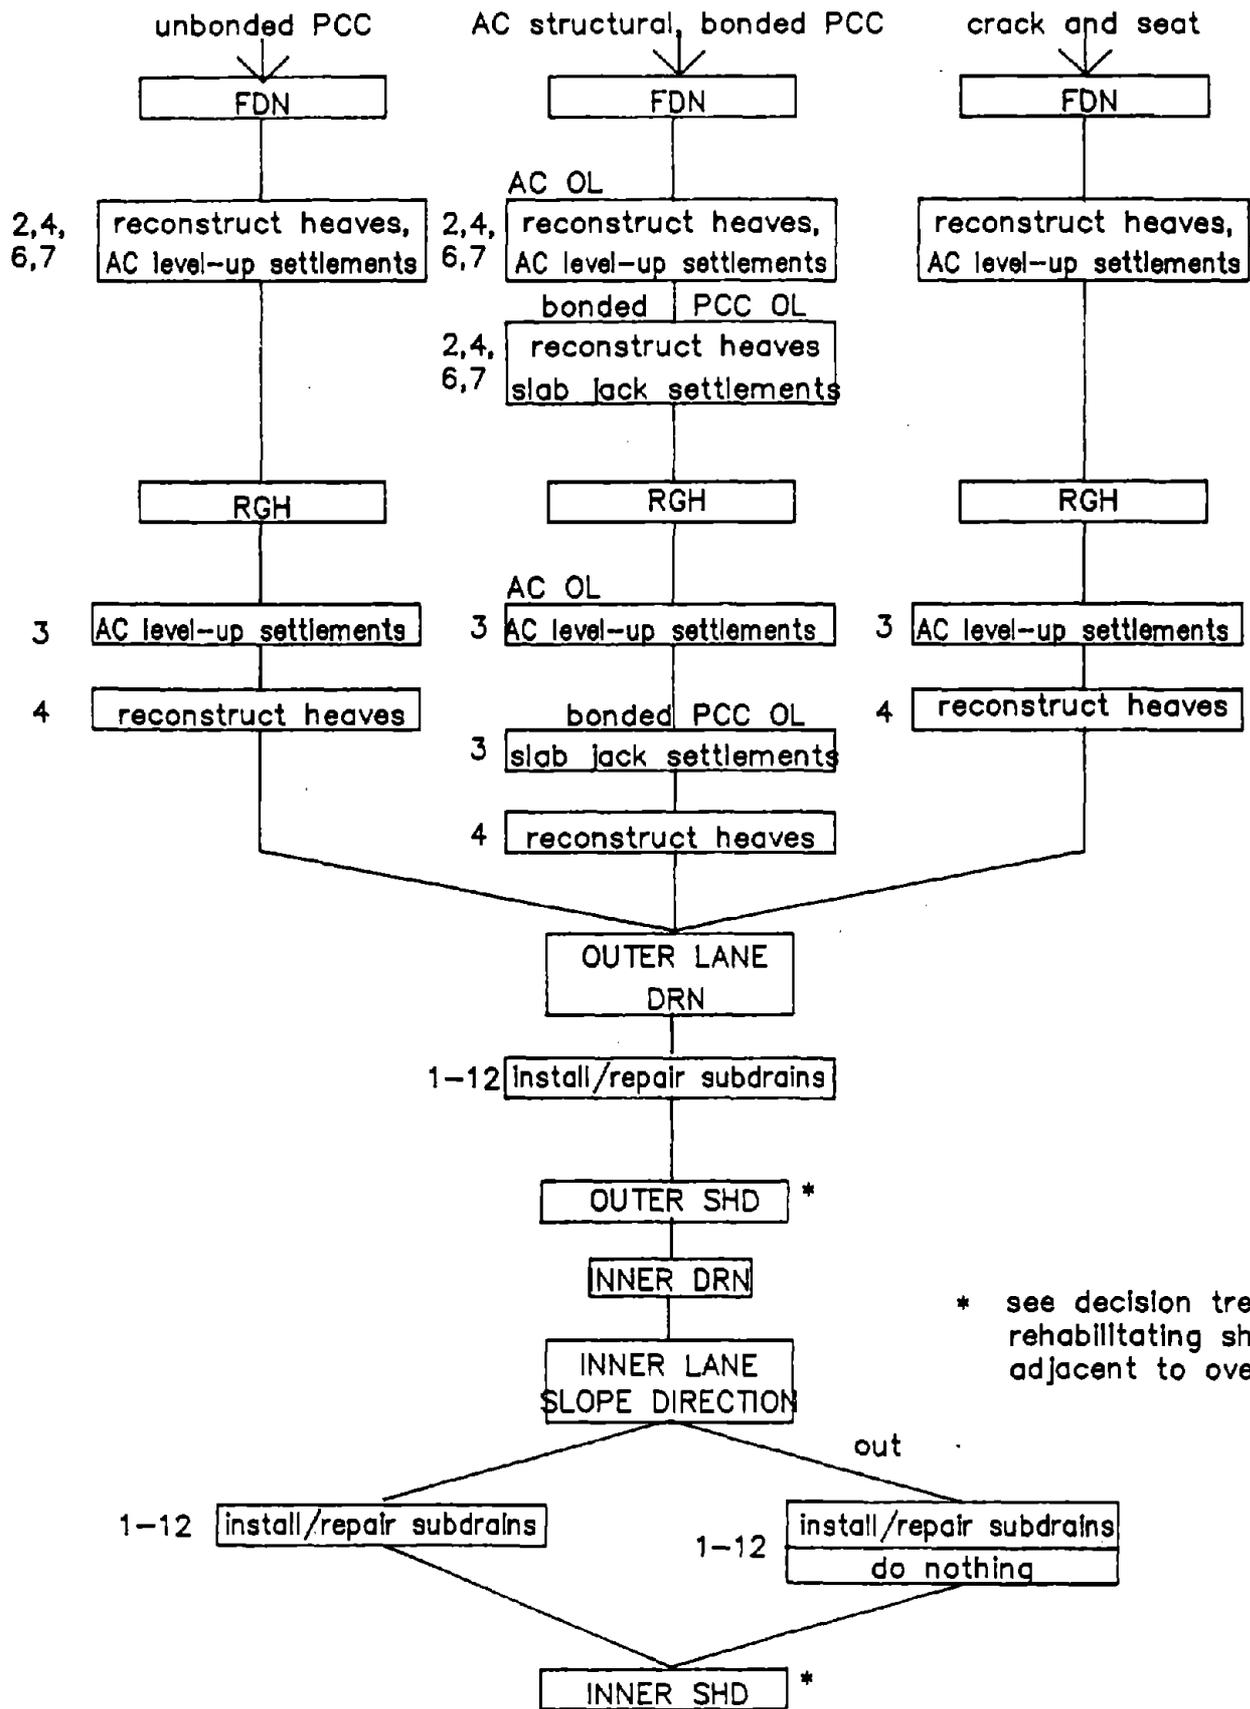 unbonded PCC
AC structural, bonded PCC
crack and seat
FDN
FDN
FDN
2,4,
6,7
reconstruct heaves,
AC level-up settlements
AC OL
2,4,
6,7
reconstruct heaves,
AC level-up settlements
reconstruct heaves,
AC level-up settlements
bonded PCC OL
2,4,
6,7
reconstruct heaves
slab jack settlements
RGH
RGH
RGH
3 AC level-up settlements
AC OL
3 AC level-up settlements
3 AC level-up settlements
4 reconstruct heaves
bonded PCC OL
3 slab jack settlements
4 reconstruct heaves
4 reconstruct heaves
OUTER LANE
DRN
1-12 install/repair subdrains
OUTER SHD *
INNER DRN
* see decision tre
rehabilitating sh
adjacent to ove
INNER LANE
SLOPE DIRECTION
out
1-12 install/repair subdrains
1-12
install/repair subdrains
do nothing
INNER SHD *